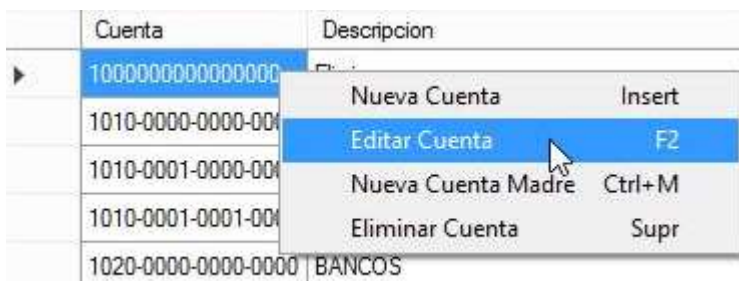 Cuenta Descripcion
1000000000000000
Nueva Cuenta Insert
1010-0000-0000-00
Editar Cuenta F2
1010-0001-0000-00
Nueva Cuenta Madre Ctrl+M
1010-0001-0001-00
Eliminar Cuenta Supr
1020-0000-0000-0000 BANCOS